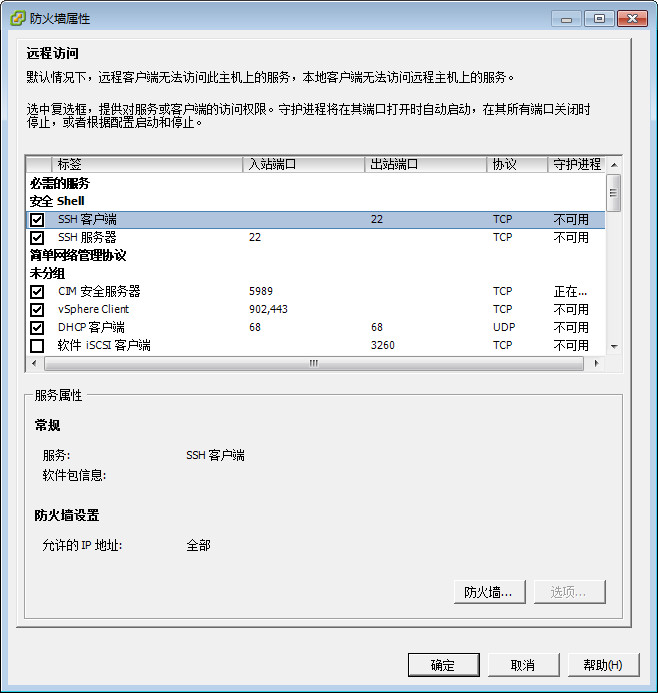 防火墙属性
远程访问
默认情况下，远程客户端无法访问此主机上的服务，本地客户端无法访问远程主机上的服务。
选中复选框，提供对服务或客户端的访问权限。守护进程将在其端口打开时自动启动，在其所有端口关闭时
停止，或者根据配置启动和停止。
标签 入站端口 出站端口 协议 守护进程
必需的服务
安全 Shell
SSH 客户端 22 TCP 不可用
SSH 服务器 22 TCP 不可用
简单网络管理协议
未分组
CIM 安全服务器 5989 TCP 正在...
vSphere Client 902,443 TCP 不可用
DHCP 客户端 68 68 UDP 不可用
软件 iSCSI 客户端 3260 TCP 不可用
服务属性
常规
服务: SSH 客户端
软件包信息:
防火墙设置
允许的 IP 地址: 全部
防火墙... 选项...
确定 取消 帮助(H)